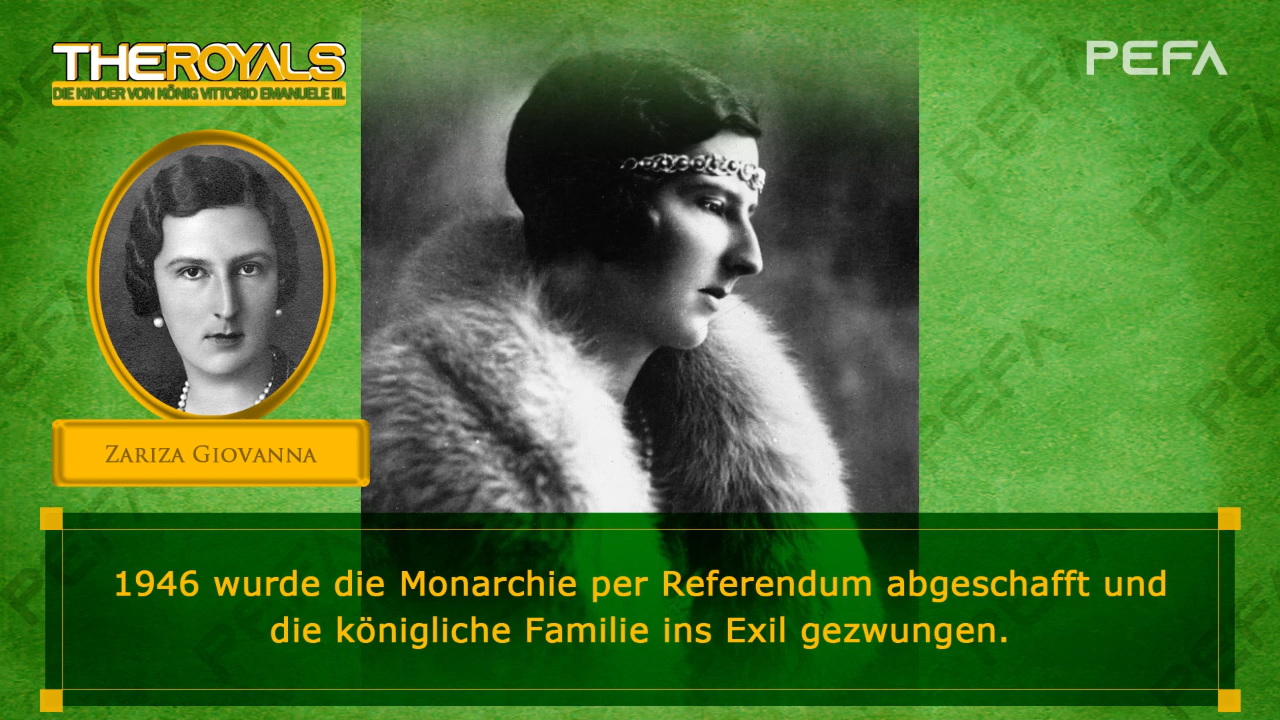 THEROYALS
DIE KINDER VON KÖNIG VITTORIO EMANUELE III.
PEFA
ZARIZA GIOVANNA
1946 wurde die Monarchie per Referendum abgeschafft und
die königliche Familie ins Exil gezwungen.